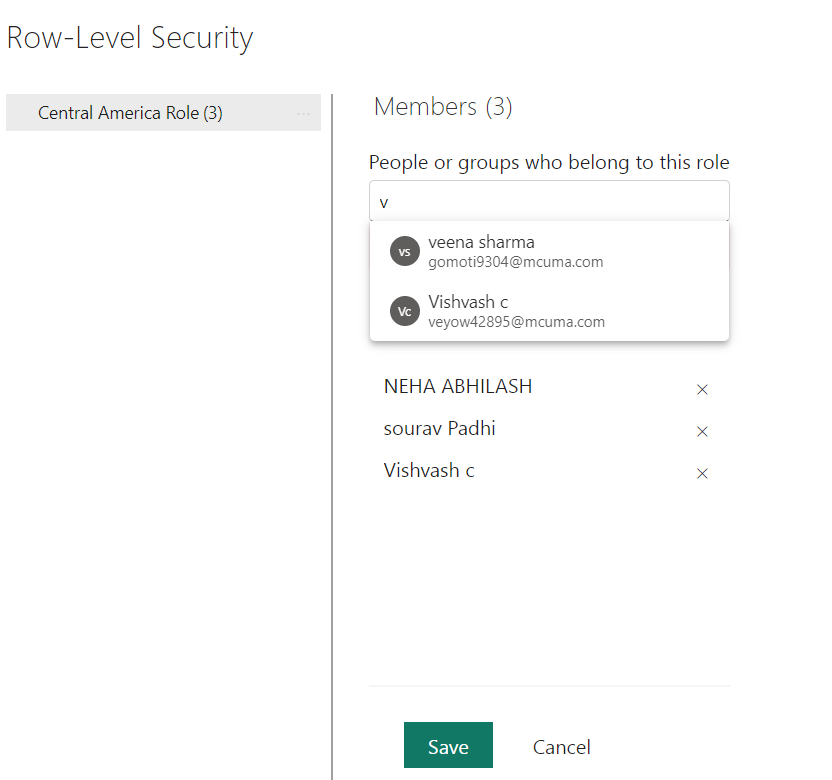 Row-Level Security
Central America Role (3)
...
Members (3)
People or groups who belong to this role
v
vs
veena sharma
gomoti9304@mcuma.com
Vc
Vishvash c
veyow42895@mcuma.com
NEHA ABHILASH
sourav Padhi
Vishvash c
Save
Cancel